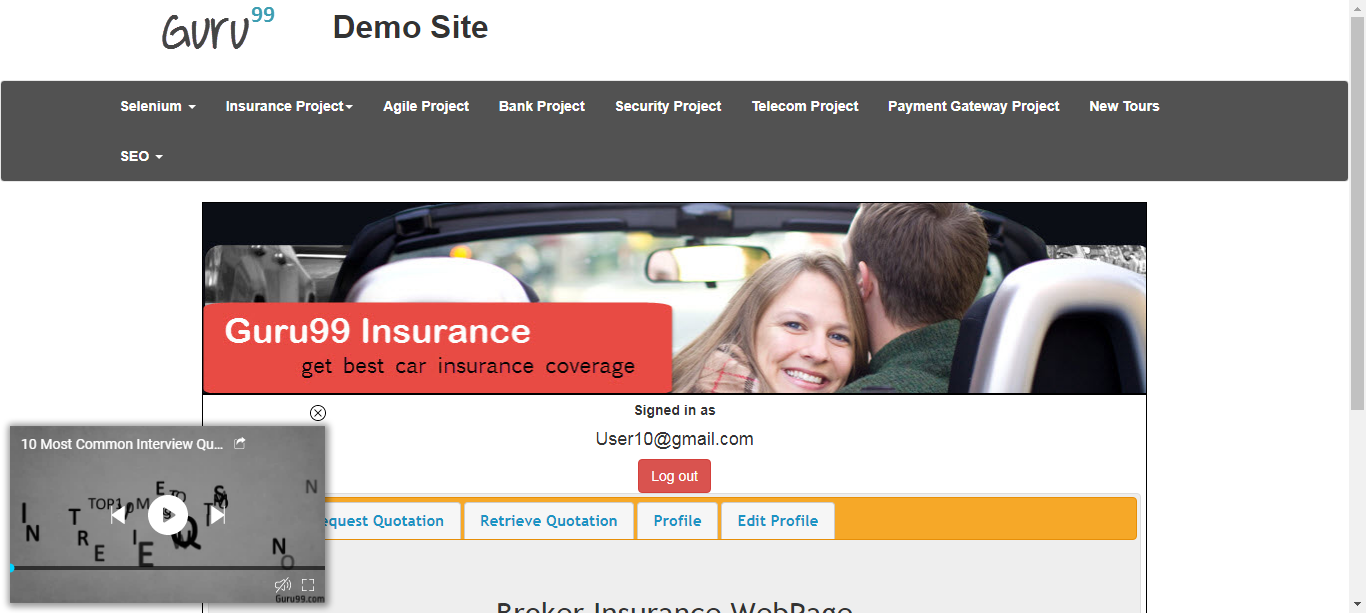 Guru99
Demo Site
Selenium
Insurance Project
Agile Project
Bank Project
Security Project
Telecom Project
Payment Gateway Project
New Tours
SEO
Guru99 Insurance
get best car insurance coverage
Signed in as
User10@gmail.com
Log out
equest Quotation
Retrieve Quotation
Profile
Edit Profile
Broker Insurance WebPage
10 Most Common Interview Qu...
TOP1
Guru99.com